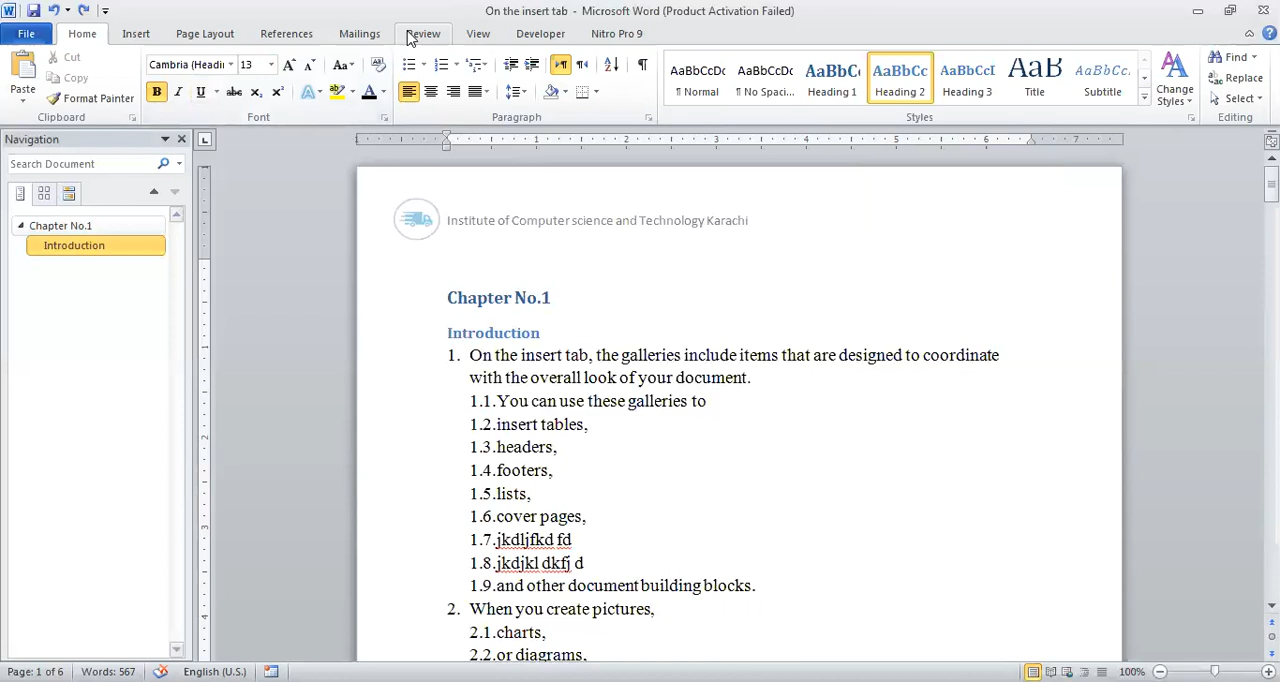 On the insert tab - Microsoft Word (Product Activation Failed)
File Home Insert Page Layout References Mailings Review View Developer Nitro Pro 9
Paste
Cut
Copy
Format Painter
Clipboard
Cambria (Headi 13
Font
Paragraph
AaBbCcDc AaBbCcDc AaBbC AaBbCc AaBbCcI AaB AaBbCc.
¶ Normal ¶ No Spaci... Heading 1 Heading 2 Heading 3 Title Subtitle
Styles
Change
Styles
Find
Replace
Select
Editing
Navigation
Search Document
Chapter No.1
Introduction
1 2 3 4 5 6 7
Institute of Computer science and Technology Karachi
Chapter No.1
Introduction
1. On the insert tab, the galleries include items that are designed to coordinate
with the overall look of your document.
1.1.You can use these galleries to
1.2.insert tables,
1.3.headers,
1.4.footers,
1.5.lists,
1.6.cover pages,
1.7.jkdljfkd fd
1.8.jkdjkl dkfj d
1.9.and other document building blocks.
2. When you create pictures,
2.1.charts,
2.2.or diagrams,
Page: 1 of 6 Words: 567 English (U.S.) 100%